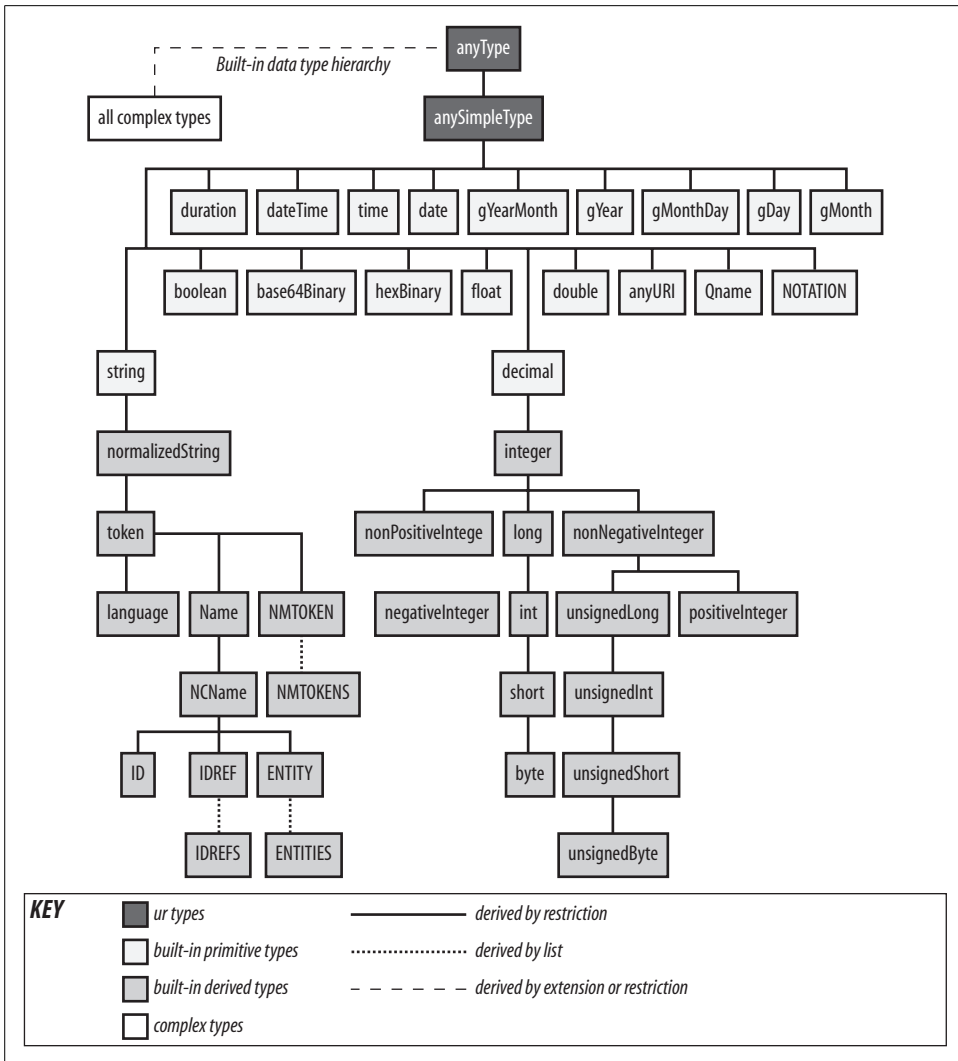 anyType
Built-in data type hierarchy
all complex types
anySimpleType
duration
dateTime
time
date
gYearMonth
gYear
gMonthDay
gDay
gMonth
boolean
base64Binary
hexBinary
float
double
anyURI
Qname
NOTATION
string
decimal
normalizedString
integer
token
nonPositiveIntege
long
nonNegativeInteger
language
Name
NMTOKEN
negativeInteger
int
unsignedLong
positiveInteger
NCName
NMTOKENS
short
unsignedInt
ID
IDREF
ENTITY
byte
unsignedShort
IDREFS
ENTITIES
unsignedByte
KEY
ur types
derived by restriction
built-in primitive types
derived by list
built-in derived types
derived by extension or restriction
complex types